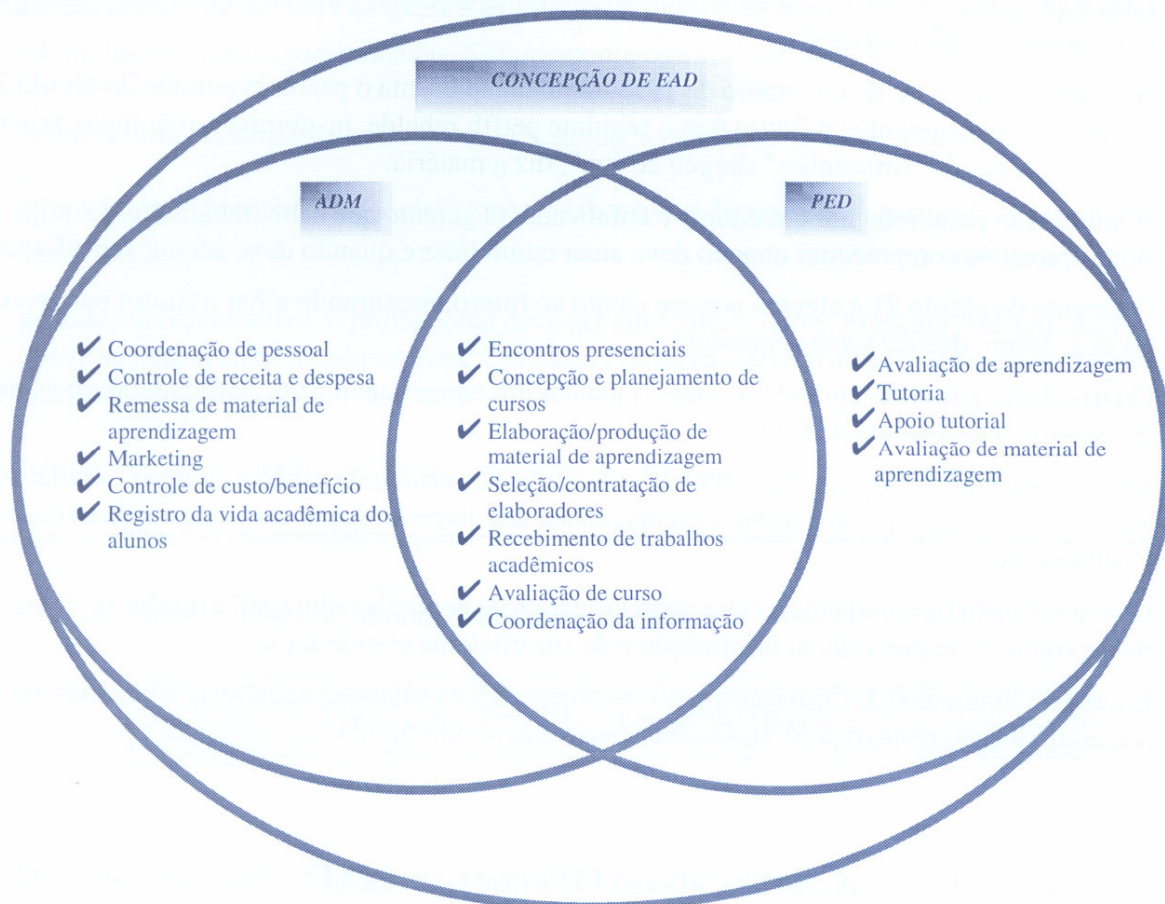 CONCEPÇÃO DE EAD
ADM
PED
✔ Coordenação de pessoal
✔ Controle de receita e despesa
✔ Remessa de material de
aprendizagem
✔ Marketing
✔ Controle de custo/benefício
✔ Registro da vida acadêmica dos
alunos
✔ Encontros presenciais
✔ Concepção e planejamento de
cursos
✔ Elaboração/produção de
material de aprendizagem
✔ Seleção/contratação de
elaboradores
✔ Recebimento de trabalhos
acadêmicos
✔ Avaliação de curso
✔ Coordenação da informação
✔ Avaliação de aprendizagem
✔ Tutoria
✔ Apoio tutorial
✔ Avaliação de material de
aprendizagem